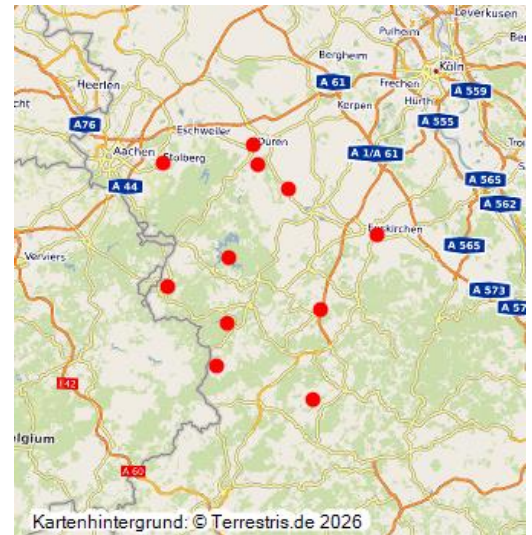 Leverkusen
Pulheim
Bergheim
Köln
A 61
Frechen
A 559
Heerlen
Hürth
Kerpen
A76
A 555
Eschweiler
Düren
Aachen
Stolberg
A 1/A 61
A 44
A 565
A 562
Euskirchen
A 565
Verviers
A 573
E42
A 60
Kartenhintergrund: © Terrestris.de 2026